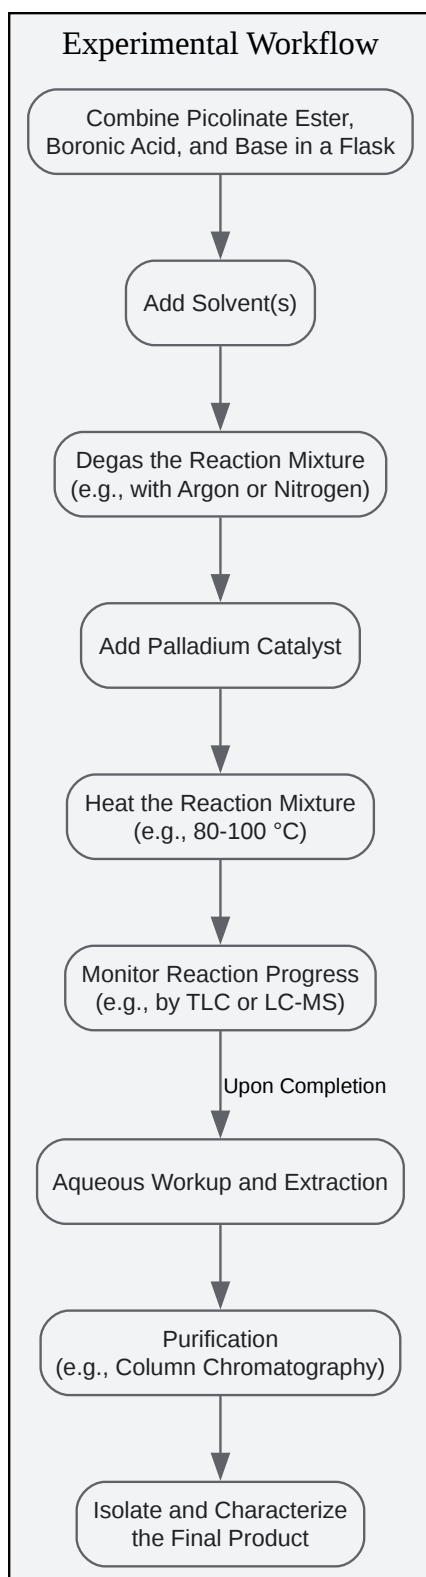 Experimental Workflow
Combine Picolinate Ester,
Boronic Acid, and Base in a Flask
Add Solvent(s)
Degas the Reaction Mixture
(e.g., with Argon or Nitrogen)
Add Palladium Catalyst
Heat the Reaction Mixture
(e.g., 80-100 °C)
Monitor Reaction Progress
(e.g., by TLC or LC-MS)
Upon Completion
Aqueous Workup and Extraction
Purification
(e.g., Column Chromatography)
Isolate and Characterize
the Final Product